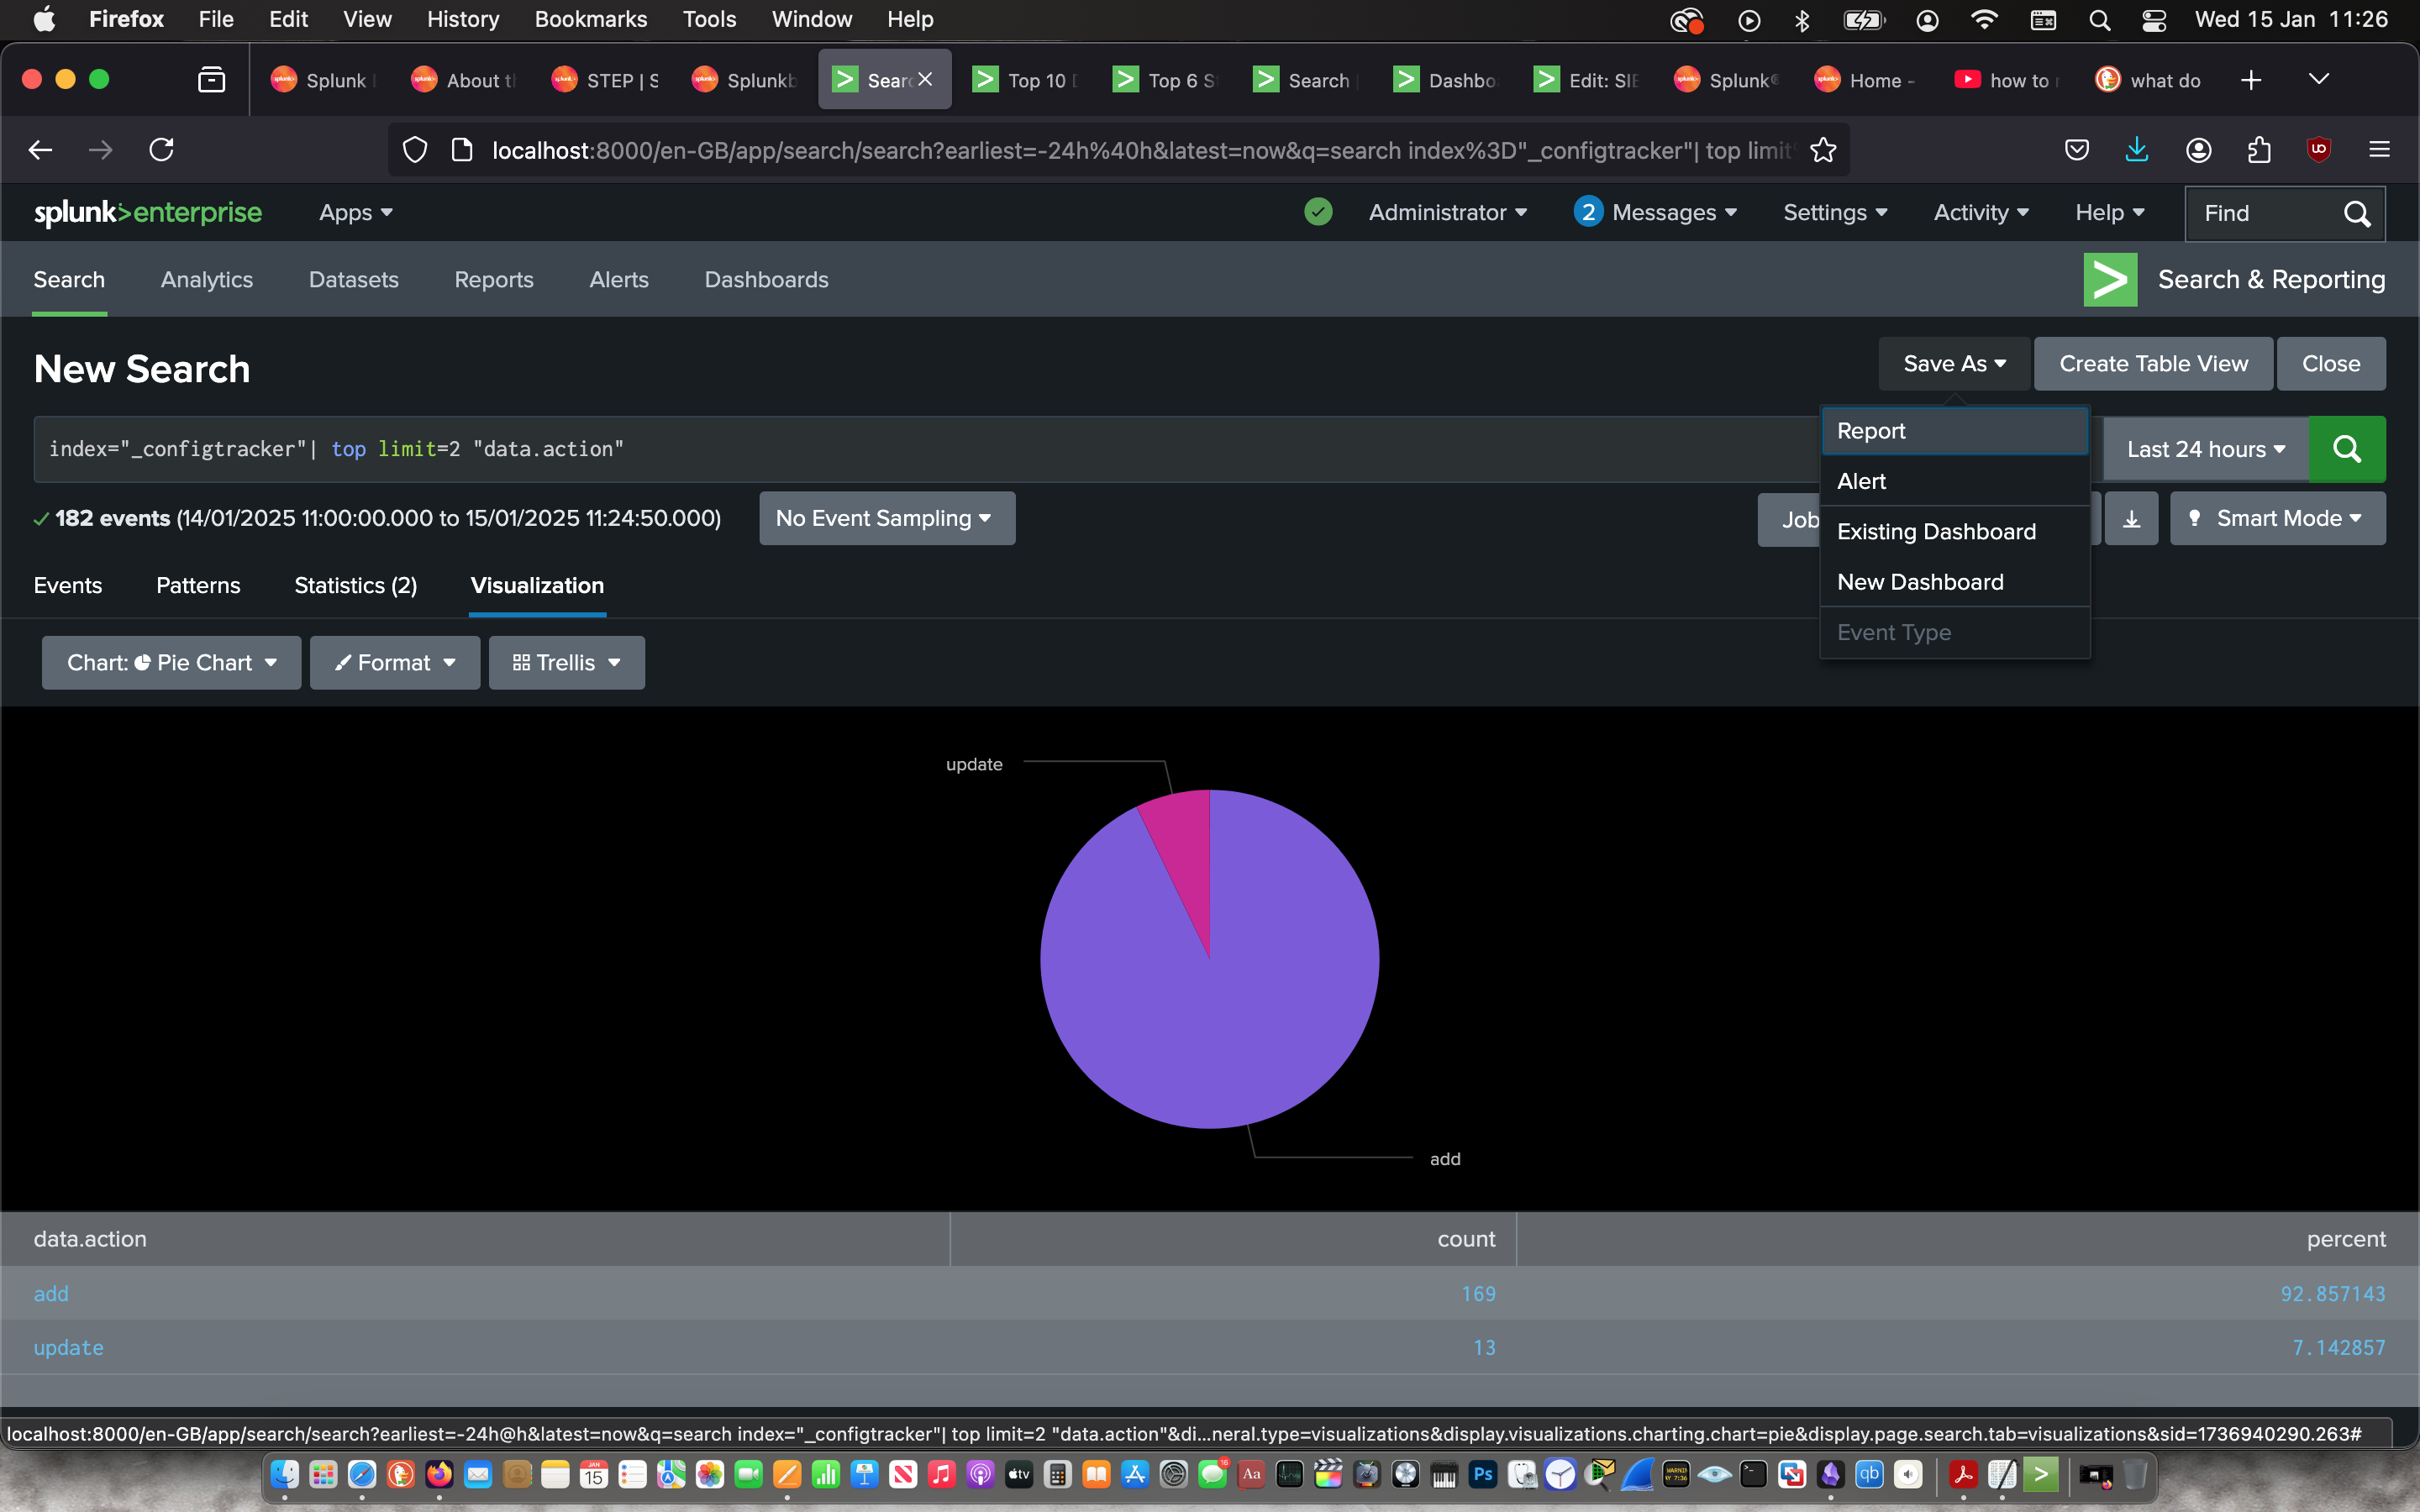 Firefox File Edit View History Bookmarks Tools Window Help Wed 15 Jan 11:26
Splunk About th STEP | S Splunkb Searc Top 10 Top 6 S Search Dashbo Edit: SIE Splunk® Home - how to what do
localhost:8000/en-GB/app/search/search?earliest=-24h%40h&latest=now&q=search index%3D"_configtracker"| top limit
splunk>enterprise Apps Administrator 2 Messages Settings Activity Help Find
Search Analytics Datasets Reports Alerts Dashboards Search & Reporting
New Search Save As Create Table View Close
index="_configtracker"| top limit=2 "data.action" Last 24 hours
Report
Alert
Existing Dashboard
New Dashboard
Event Type
182 events (14/01/2025 11:00:00.000 to 15/01/2025 11:24:50.000) No Event Sampling Job Smart Mode
Events Patterns Statistics (2) Visualization
Chart: Pie Chart Format Trellis
update
add
data.action count percent
add 169 92.857143
update 13 7.142857
localhost:8000/en-GB/app/search/search?earliest=-24h@h&latest=now&q=search index="_configtracker"| top limit=2 "data.action"&di...neral.type=visualizations&display.visualizations.charting.chart=pie&display.page.search.tab=visualizations&sid=1736940290.263#
JAN 15 tv 16 Aa Ps qb